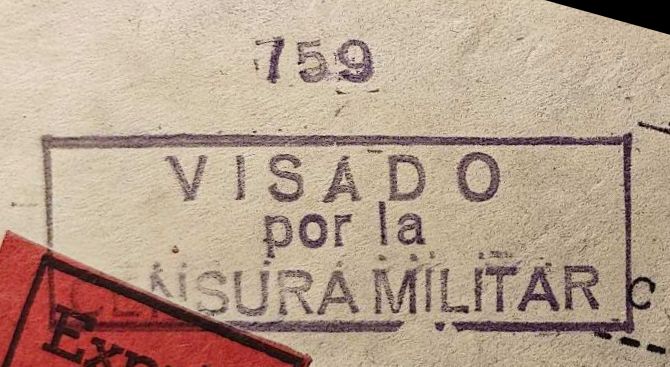 759
VISADO
por la
CENSURA MILITAR